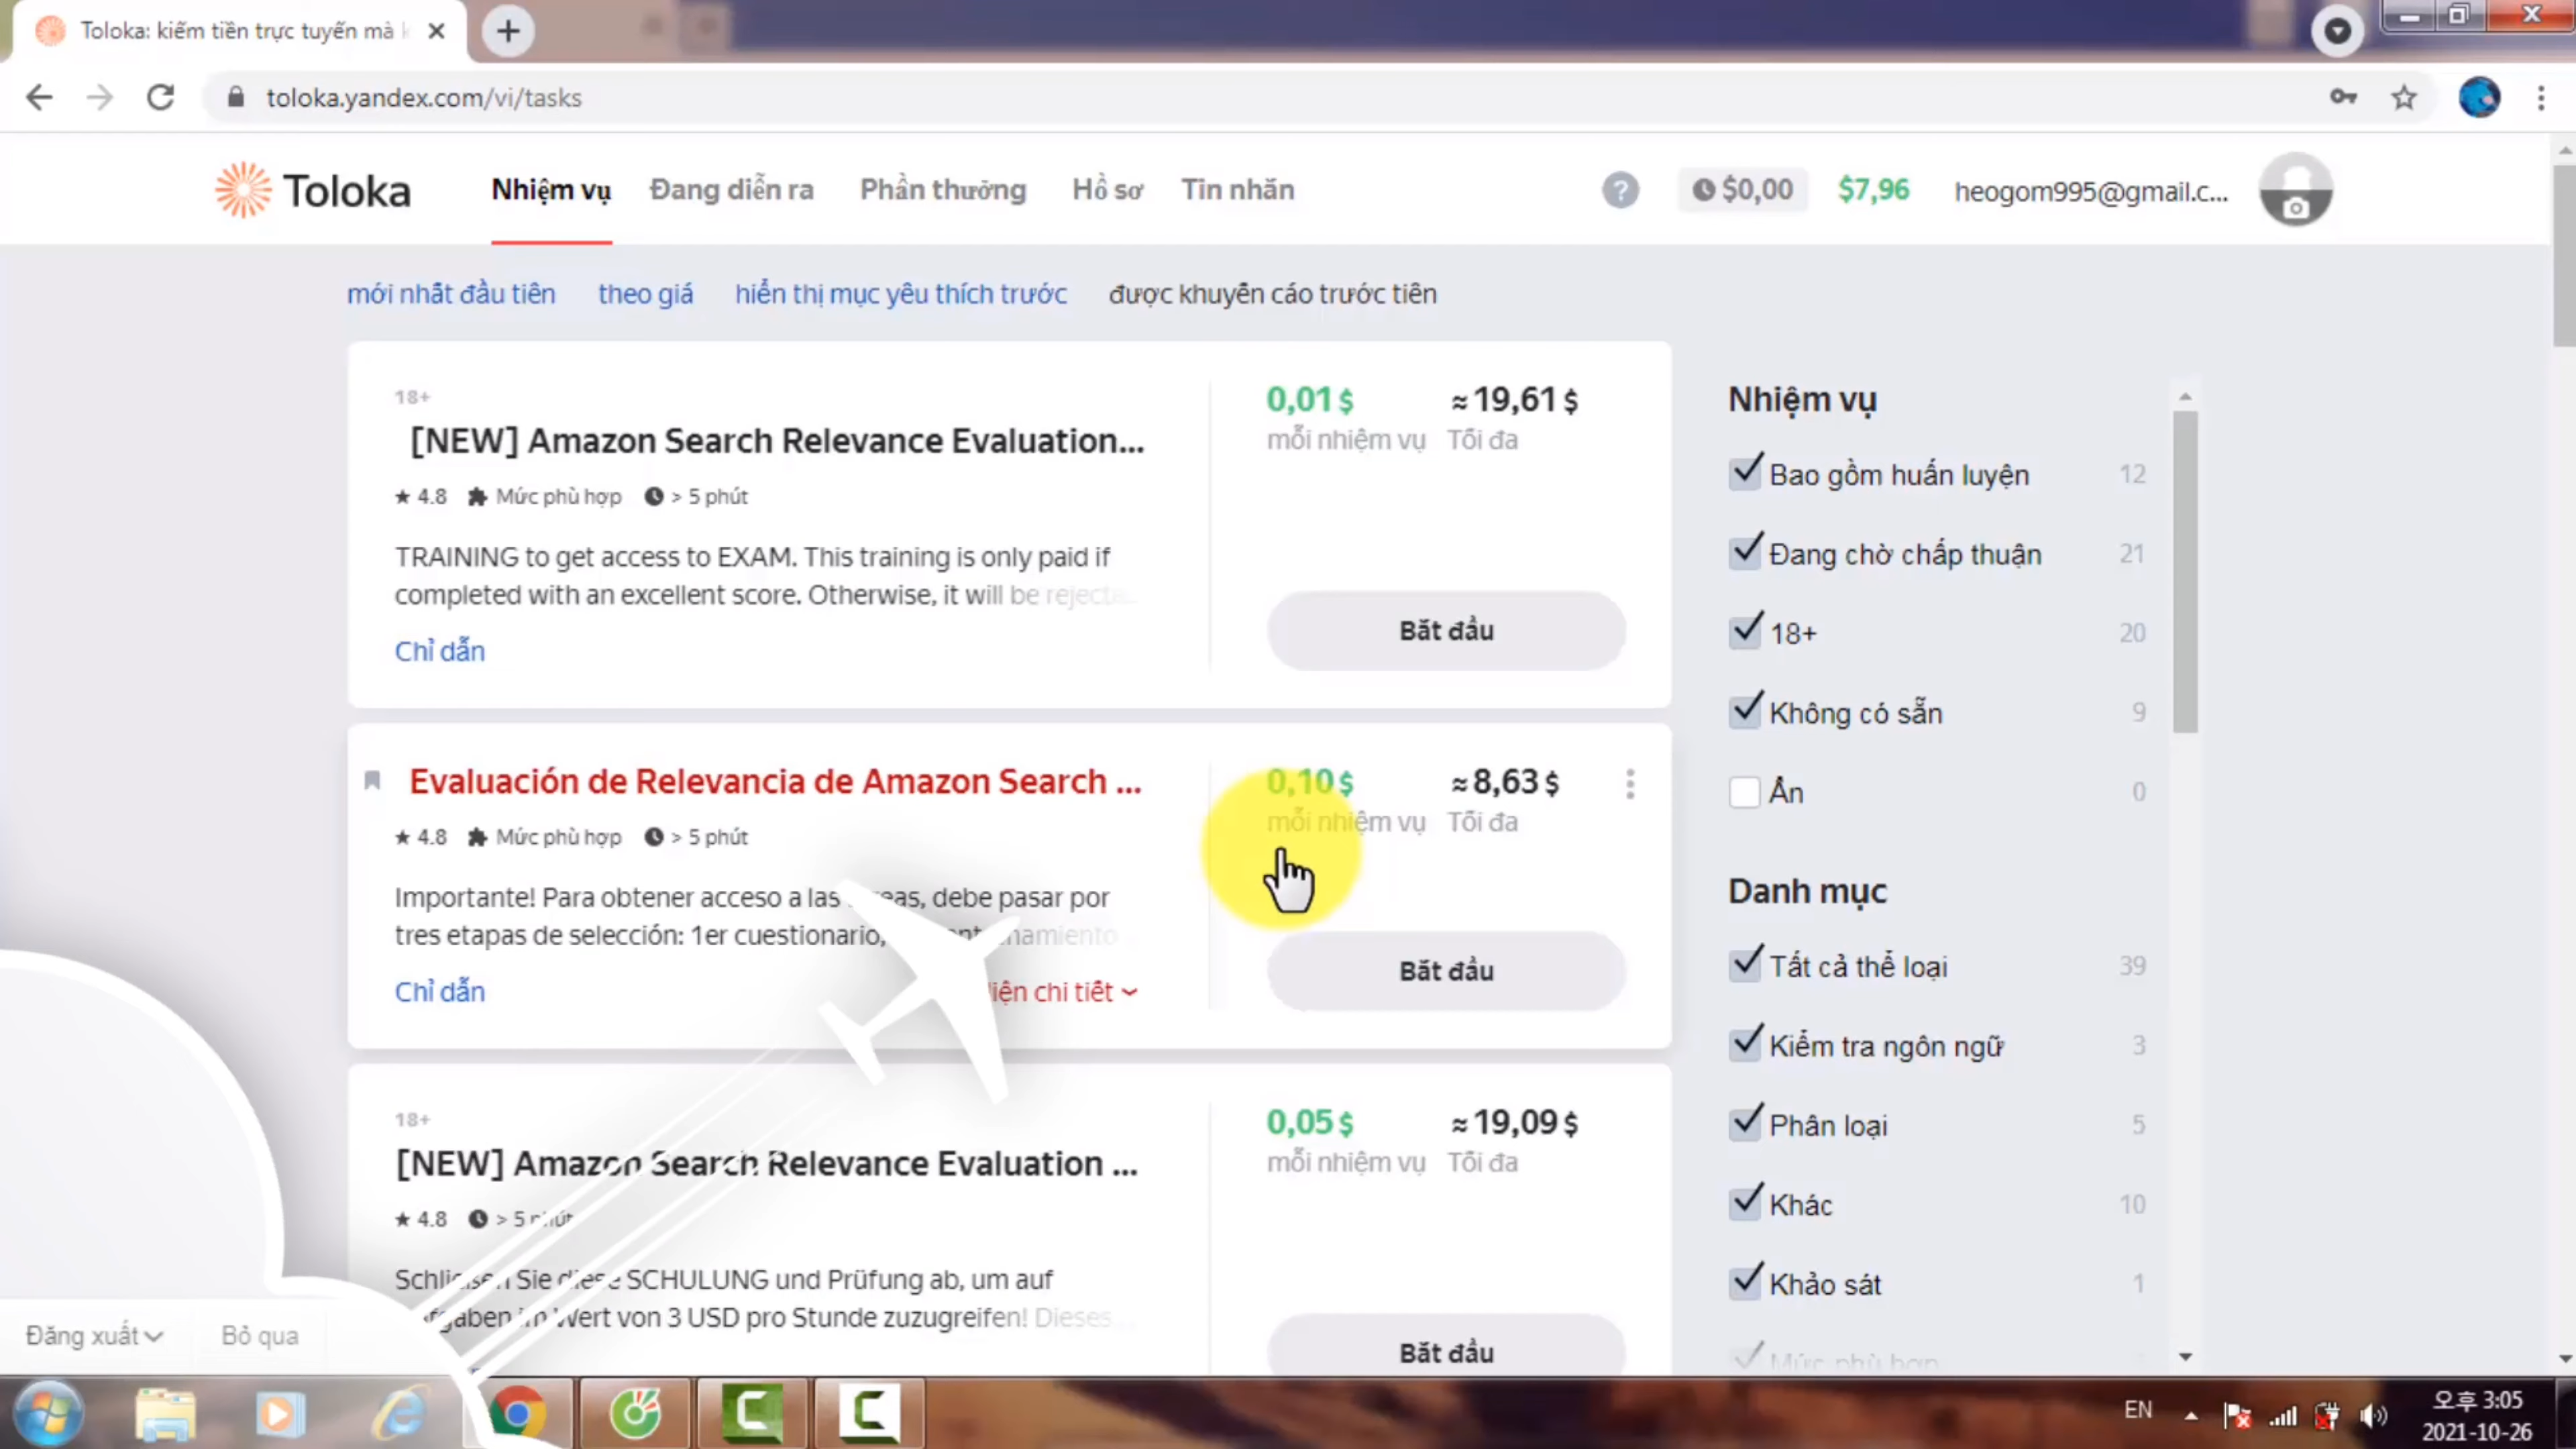 Toloka: kiếm tiền trực tuyến mà
toloka.yandex.com/vi/tasks
Toloka
Nhiệm vụ
Đang diễn ra
Phần thưởng
Hồ sơ
Tin nhắn
?
$0,00
$7,96
heogom995@gmail.c...
mới nhất đầu tiên
theo giá
hiển thị mục yêu thích trước
được khuyến cáo trước tiên
18+
[NEW] Amazon Search Relevance Evaluation...
0,01 $
≈ 19,61 $
mỗi nhiệm vụ
Tối đa
★ 4.8 Mức phù hợp > 5 phút
TRAINING to get access to EXAM. This training is only paid if
completed with an excellent score. Otherwise, it will be
Chỉ dẫn
Bắt đầu
Evaluación de Relevancia de Amazon Search ...
0,10 $
≈ 8,63 $
mỗi nhiệm vụ
Tối đa
★ 4.8 Mức phù hợp > 5 phút
Importante! Para obtener acceso a las debe pasar por
tres etapas de selección: 1er cuestionario,
Chỉ dẫn
chi tiết
Bắt đầu
18+
[NEW] Amazon Search Relevance Evaluation ...
0,05 $
≈ 19,09 $
mỗi nhiệm vụ
Tối đa
★ 4.8 > 5 phút
Schließen Sie diese SCHULUNG und Prüfung ab, um auf
im Wert von 3 USD pro Stunde zuzugreifen! Dieses...
Bắt đầu
Nhiệm vụ
Bao gồm huấn luyện 12
Đang chờ chấp thuận 21
18+ 20
Không có sẵn 9
Ẩn 0
Danh mục
Tất cả thể loại 39
Kiểm tra ngôn ngữ 3
Phân loại 5
Khác 10
Khảo sát 1
Mức phù hợp
Đăng xuất
Bỏ qua
EN
오후 3:05
2021-10-26